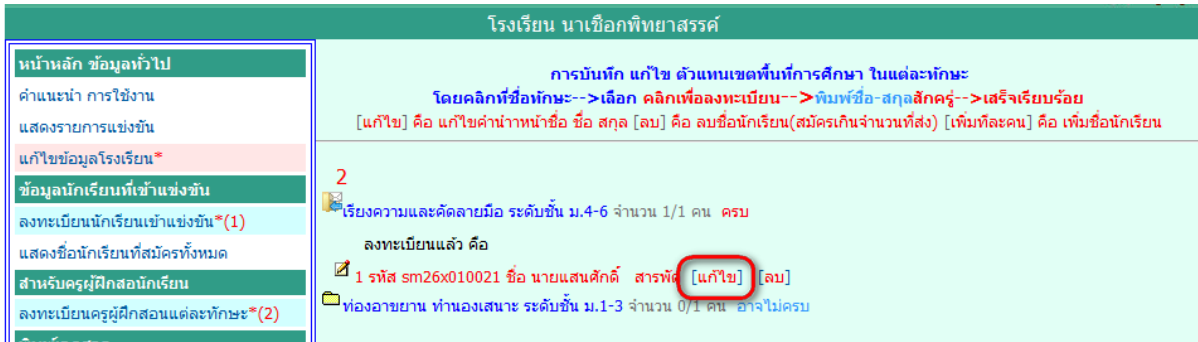 โรงเรียน นาเชือกพิทยาสรรค์
หน้าหลัก ข้อมูลทั่วไป
คำแนะนำ การใช้งาน
แสดงรายการแข่งขัน
แก้ไขข้อมูลโรงเรียน*
ข้อมูลนักเรียนที่เข้าแข่งขัน
ลงทะเบียนนักเรียนเข้าแข่งขัน*(1)
แสดงชื่อนักเรียนที่สมัครทั้งหมด
สำหรับครูผู้ฝึกสอนนักเรียน
ลงทะเบียนครูผู้ฝึกสอนแต่ละทักษะ*(2)
การบันทึก แก้ไข ตัวแทนเขตพื้นที่การศึกษา ในแต่ละทักษะ
โดยคลิกที่ชื่อทักษะ-->เลือก คลิกเพื่อลงทะเบียน-->พิมพ์ชื่อ-สกุลสักครู่-->เสร็จเรียบร้อย
[แก้ไข] คือ แก้ไขคำนำาหน้าชื่อ ชื่อ สกุล [ลบ] คือ ลบชื่อนักเรียน(สมัครเกินจำนวนที่ส่ง) [เพิ่มทีละคน] คือ เพิ่มชื่อนักเรียน
2
เรียงความและคัดลายมือ ระดับชั้น ม.4-6 จำนวน 1/1 คน ครบ
ลงทะเบียนแล้ว คือ
1 รหัส sm26x010021 ชื่อ นายแสนศักดิ์ สารพัด [แก้ไข] [ลบ]
ท่องอาขยาน ทำนองเสนาะ ระดับชั้น ม.1-3 จำนวน 0/1 คน อาจไม่ครบ